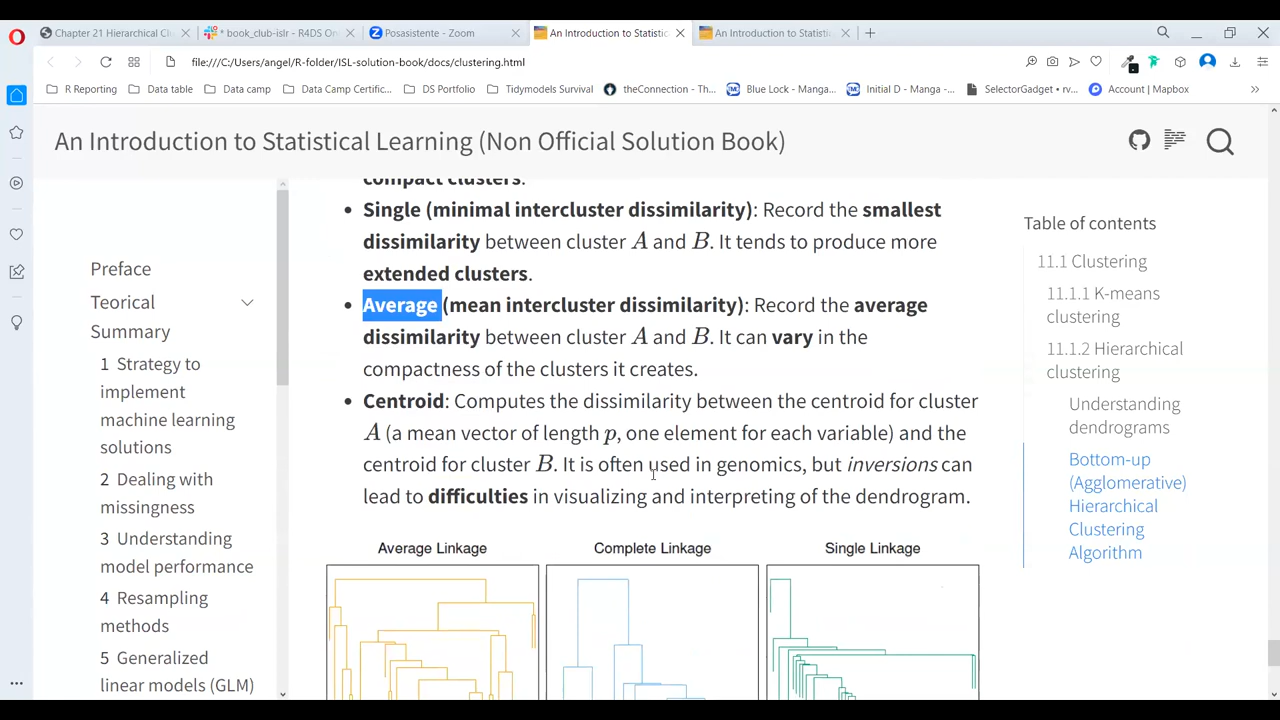 Chapter 21 Hierarchical Cl
* book_club-islr - R4DS On
Posasistente - Zoom
An Introduction to Statistic
An Introduction to Statistic
file:///C:/Users/angel/R-folder/ISL-solution-book/docs/clustering.html
R Reporting
Data table
Data camp
Data Camp Certific...
DS Portfolio
Tidymodels Survival
theConnection - Th...
Blue Lock - Manga...
Initial D - Manga -...
SelectorGadget • rv...
Account | Mapbox
An Introduction to Statistical Learning (Non Official Solution Book)
Preface
Teorical
Summary
1 Strategy to
implement
machine learning
solutions
2 Dealing with
missingness
3 Understanding
model performance
4 Resampling
methods
5 Generalized
linear models (GLM)
compact clusters.
• Single (minimal intercluster dissimilarity): Record the smallest
dissimilarity between cluster A and B. It tends to produce more
extended clusters.
• Average (mean intercluster dissimilarity): Record the average
dissimilarity between cluster A and B. It can vary in the
compactness of the clusters it creates.
• Centroid: Computes the dissimilarity between the centroid for cluster
A (a mean vector of length p, one element for each variable) and the
centroid for cluster B. It is often used in genomics, but inversions can
lead to difficulties in visualizing and interpreting of the dendrogram.
Average Linkage
Complete Linkage
Single Linkage
Table of contents
11.1 Clustering
11.1.1 K-means
clustering
11.1.2 Hierarchical
clustering
Understanding
dendrograms
Bottom-up
(Agglomerative)
Hierarchical
Clustering
Algorithm